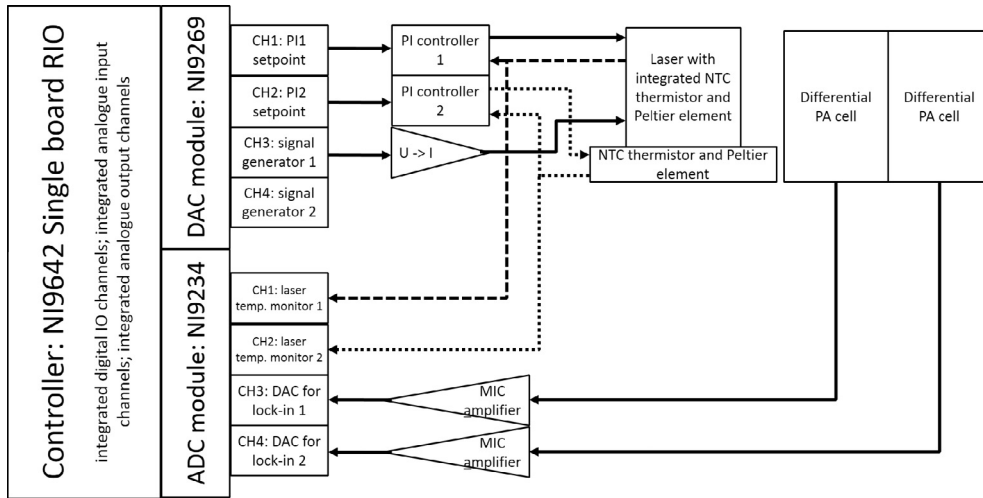 Controller: NI9642 Single board RIO
integrated digital IO channels; integrated analogue input
channels; integrated analogue output channels
DAC module: NI9269
CH1: PI1
setpoint
CH2: PI2
setpoint
CH3: signal
generator 1
CH4: signal
generator 2
ADC module: NI9234
CH1: laser
temp. monitor 1
CH2: laser
temp. monitor 2
CH3: DAC for
lock-in 1
CH4: DAC for
lock-in 2
PI controller
1
PI controller
2
U -> I
Laser with
integrated NTC
thermistor and
Peltier element
NTC thermistor and Peltier
element
Differential
PA cell
Differential
PA cell
MIC
amplifier
MIC
amplifier